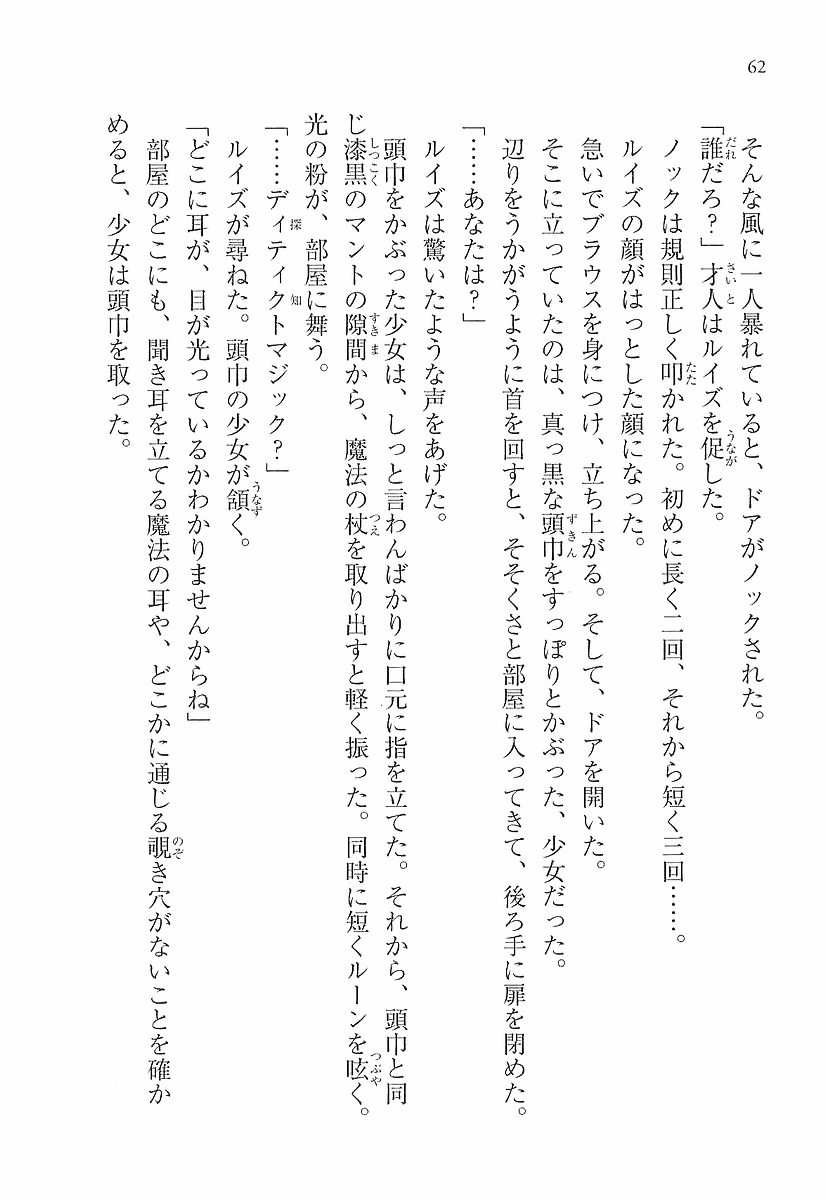 62
そんな風に一人暴れていると、ドアがノックされた。
「誰だろ？」才人はルイズを促した。
ノックは規則正しく叩かれた。初めに長く二回、それから短く三回……。
ルイズの顔がはっとした顔になった。
急いでブラウスを身につけ、立ち上がる。そして、ドアを開いた。
そこに立っていたのは、真っ黒な頭巾をすっぽりとかぶった、少女だった。
辺りをうかがうように首を回すと、そそくさと部屋に入ってきて、後ろ手に扉を閉めた。
「……あなたは？」
ルイズは驚いたような声をあげた。
頭巾をかぶった少女は、しっと言わんばかりに口元に指を立てた。それから、頭巾と同
じ漆黒のマントの隙間から、魔法の杖を取り出すと軽く振った。同時に短くルーンを呟く。
光の粉が、部屋に舞う。
「……ディティクトマジック？」
ルイズが尋ねた。頭巾の少女が頷く。
「どこに耳が、目が光っているかわかりませんからね」
部屋のどこにも、聞き耳を立てる魔法の耳や、どこかに通じる覗き穴がないことを確か
めると、少女は頭巾を取った。